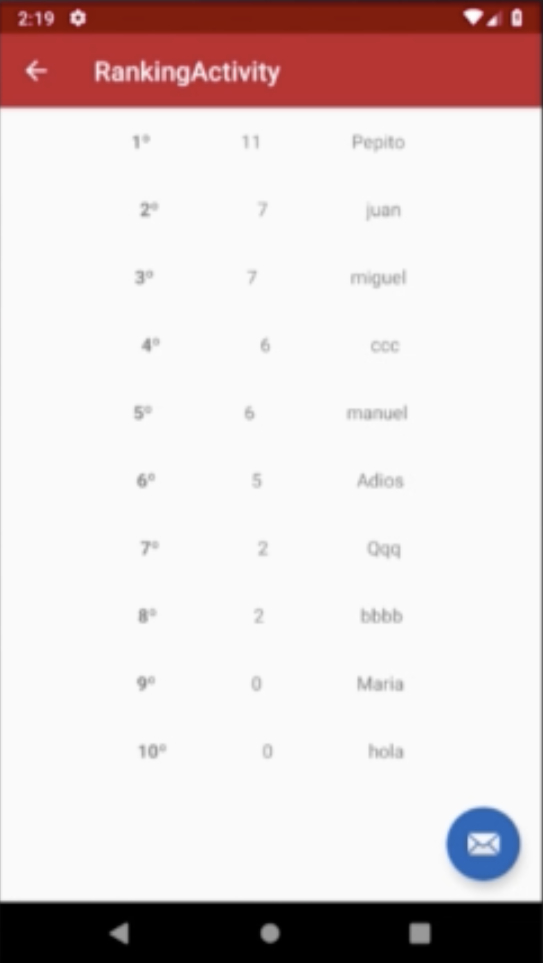 2:19
RankingActivity
1º 11 Pepito
2º 7 juan
3º 7 miguel
4º 6 ccc
5º 6 manuel
6º 5 Adios
7º 2 Qqq
8º 2 bbbb
9º 0 Maria
10º 0 hola